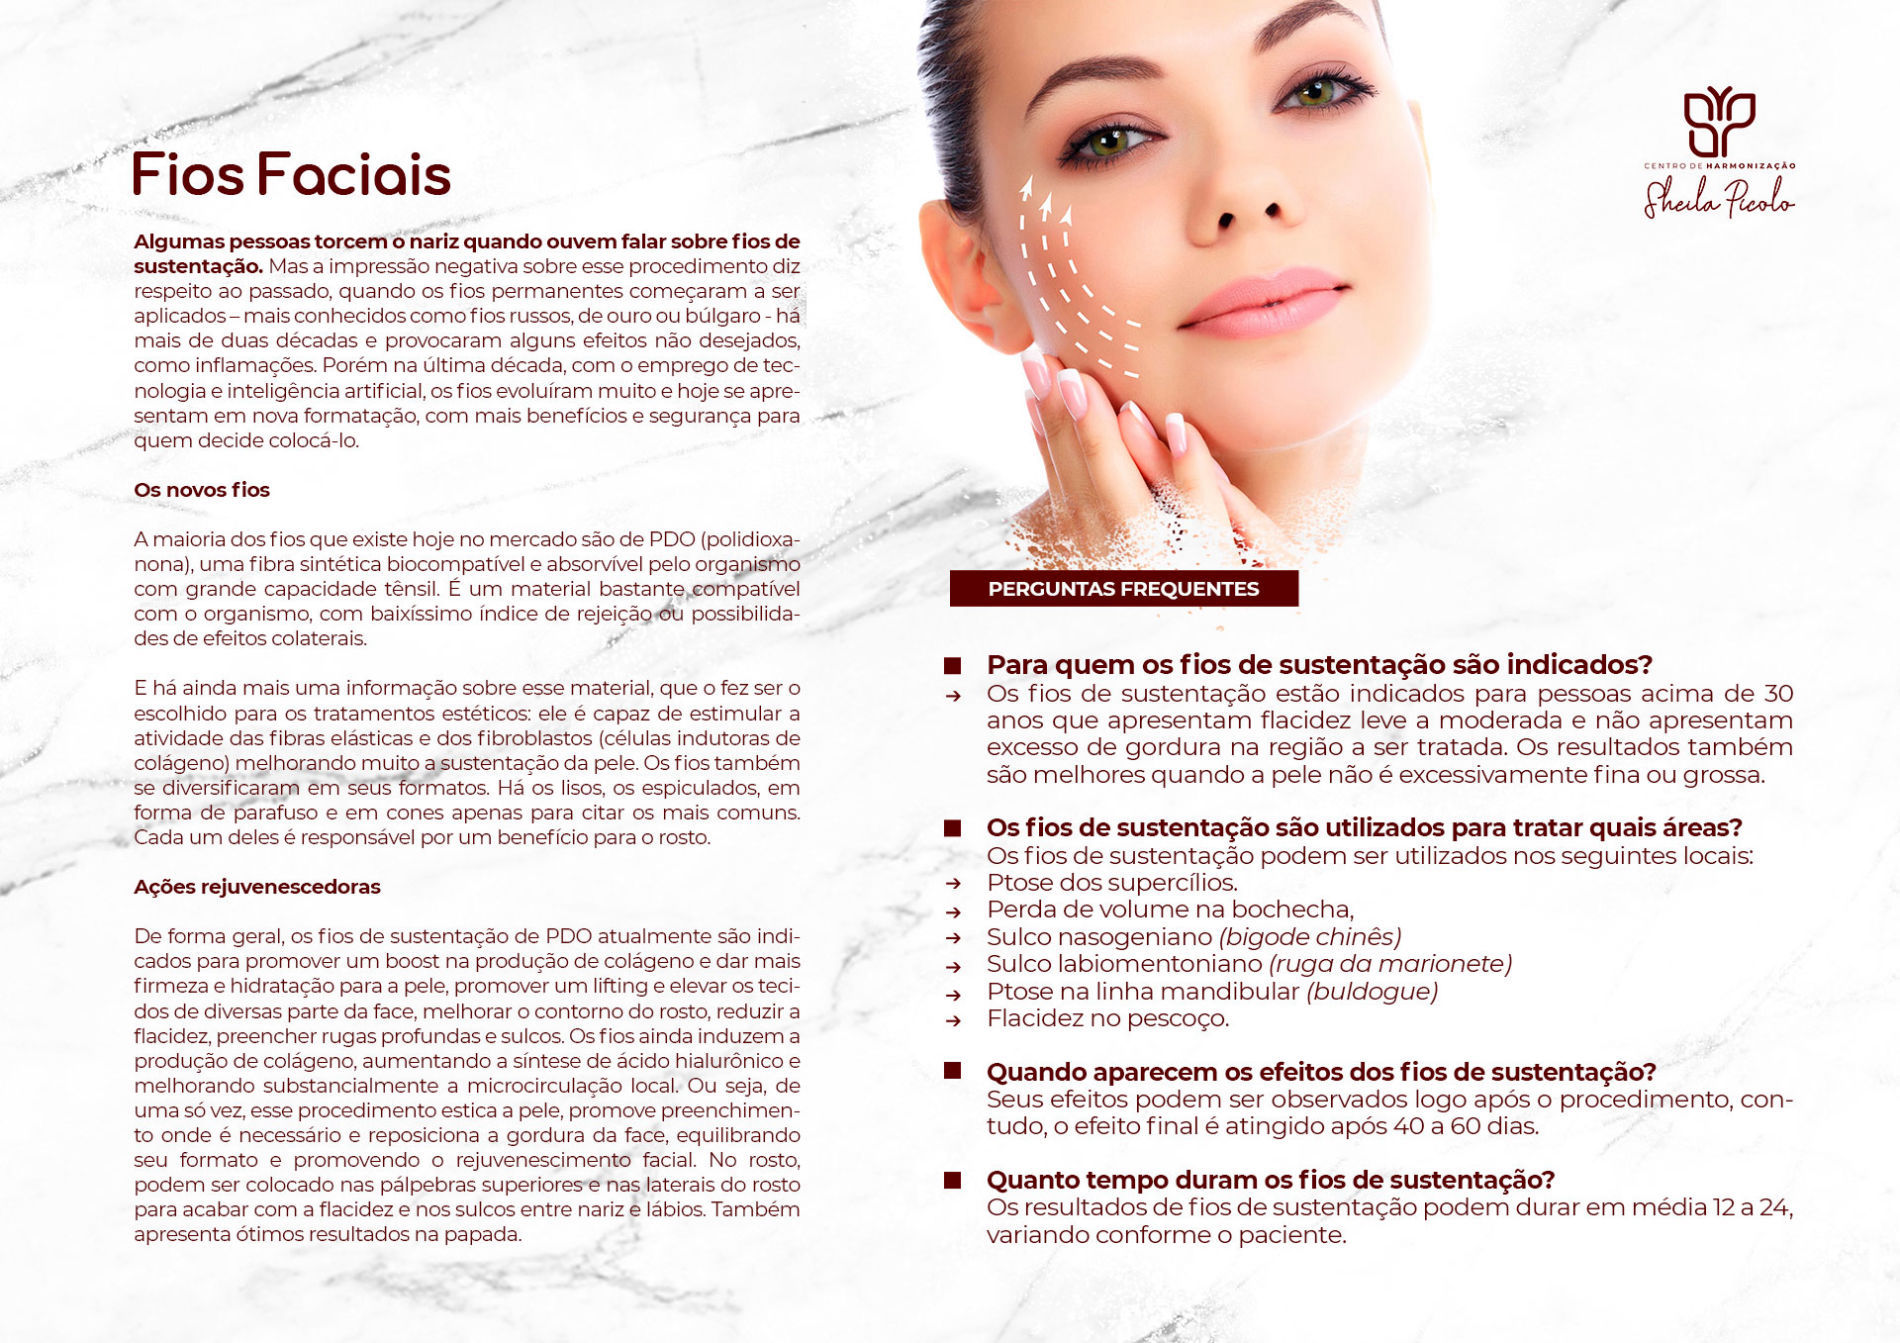 Fios Faciais
Algumas pessoas torcem o nariz quando ouvem falar sobre fios de
sustentação. Mas a impressão negativa sobre esse procedimento diz
respeito ao passado, quando os fios permanentes começaram a ser
aplicados – mais conhecidos como fios russos, de ouro ou búlgaro - há
mais de duas décadas e provocaram alguns efeitos não desejados,
como inflamações. Porém na última década, com o emprego de tec-
nologia e inteligência artificial, os fios evoluíram muito e hoje se apre-
sentam em nova formatação, com mais benefícios e segurança para
quem decide colocá-lo.
Os novos fios
A maioria dos fios que existe hoje no mercado são de PDO (polidioxa-
nona), uma fibra sintética biocompatível e absorvível pelo organismo
com grande capacidade tênsil. É um material bastante compatível
com o organismo, com baixíssimo índice de rejeição ou possibilida-
des de efeitos colaterais.
E há ainda mais uma informação sobre esse material, que o fez ser o
escolhido para os tratamentos estéticos: ele é capaz de estimular a
atividade das fibras elásticas e dos fibroblastos (células indutoras de
colágeno) melhorando muito a sustentação da pele. Os fios também
se diversificaram em seus formatos. Há os lisos, os espiculados, em
forma de parafuso e em cones apenas para citar os mais comuns.
Cada um deles é responsável por um benefício para o rosto.
Ações rejuvenescedoras
De forma geral, os fios de sustentação de PDO atualmente são indi-
cados para promover um boost na produção de colágeno e dar mais
firmeza e hidratação para a pele, promover um lifting e elevar os teci-
dos de diversas parte da face, melhorar o contorno do rosto, reduzir a
flacidez, preencher rugas profundas e sulcos. Os fios ainda induzem a
produção de colágeno, aumentando a síntese de ácido hialurônico e
melhorando substancialmente a microcirculação local. Ou seja, de
uma só vez, esse procedimento estica a pele, promove preenchimen-
to onde é necessário e reposiciona a gordura da face, equilibrando
seu formato e promovendo o rejuvenescimento facial. No rosto,
podem ser colocado nas pálpebras superiores e nas laterais do rosto
para acabar com a flacidez e nos sulcos entre nariz e lábios. Também
apresenta ótimos resultados na papada.
CENTRO DE HARMONIZAÇÃO
Sheila Picolo
PERGUNTAS FREQUENTES
■ Para quem os fios de sustentação são indicados?
→ Os fios de sustentação estão indicados para pessoas acima de 30
anos que apresentam flacidez leve a moderada e não apresentam
excesso de gordura na região a ser tratada. Os resultados também
são melhores quando a pele não é excessivamente fina ou grossa.
■ Os fios de sustentação são utilizados para tratar quais áreas?
Os fios de sustentação podem ser utilizados nos seguintes locais:
→ Ptose dos supercílios.
→ Perda de volume na bochecha,
→ Sulco nasogeniano (bigode chinês)
→ Sulco labiomentoniano (ruga da marionete)
→ Ptose na linha mandibular (buldogue)
→ Flacidez no pescoço.
■ Quando aparecem os efeitos dos fios de sustentação?
Seus efeitos podem ser observados logo após o procedimento, con-
tudo, o efeito final é atingido após 40 a 60 dias.
■ Quanto tempo duram os fios de sustentação?
Os resultados de fios de sustentação podem durar em média 12 a 24,
variando conforme o paciente.